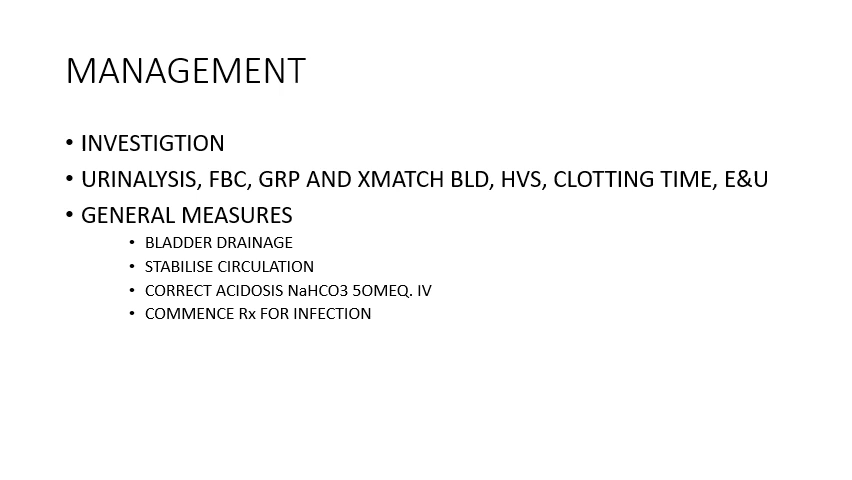 MANAGEMENT
• INVESTIGTION
• URINALYSIS, FBC, GRP AND XMATCH BLD, HVS, CLOTTING TIME, E&U
• GENERAL MEASURES
• BLADDER DRAINAGE
• STABILISE CIRCULATION
• CORRECT ACIDOSIS NaHCO3 5OMEQ. IV
• COMMENCE Rx FOR INFECTION